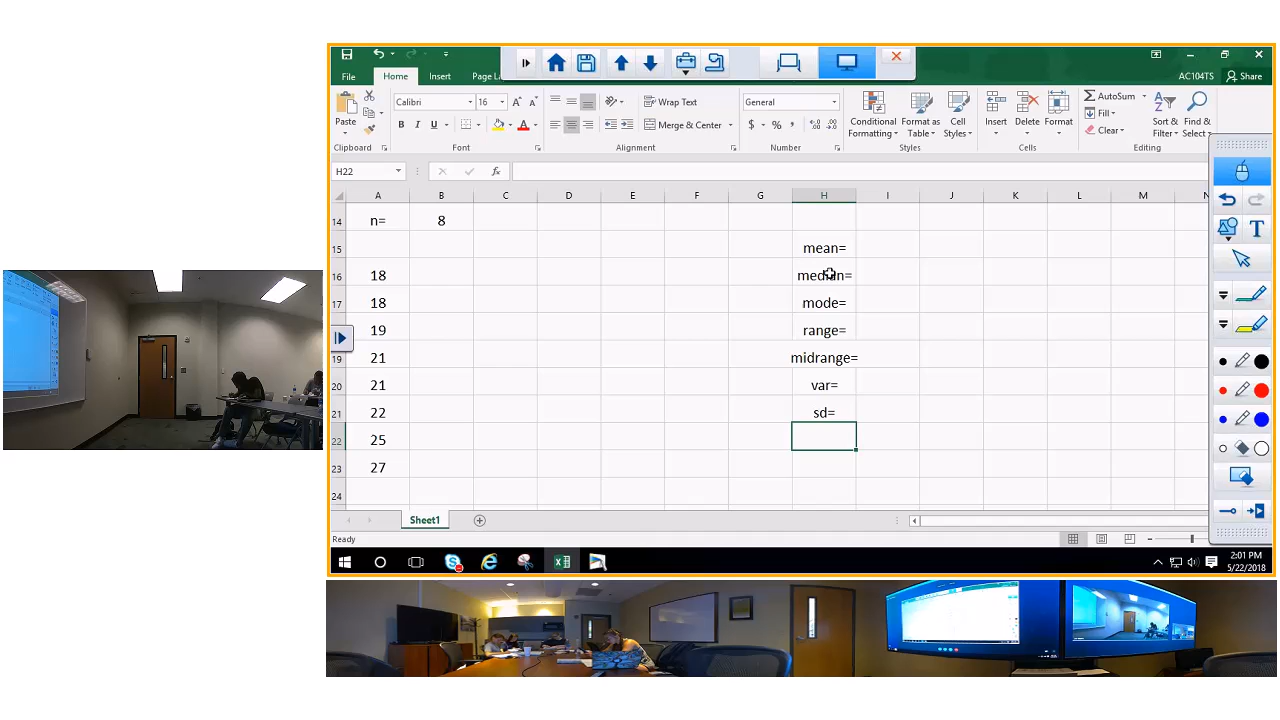 File Home Insert Page La
AC104TS Share
Paste
Calibri 16
B I U
Wrap Text
Merge & Center
General
$ % ,
Conditional Formatting
Format as Table
Cell Styles
Insert Delete Format
AutoSum
Fill
Clear
Sort & Filter
Find & Select
Clipboard Font Alignment Number Styles Cells Editing
H22 fx
A B C D E F G H I J K L M N
14 n= 8
15 mean=
16 18 median=
17 18 mode=
19 range=
19 21 midrange=
20 21 var=
21 22 sd=
22 25
23 27
24
Sheet1
Ready
2:01 PM
5/22/2018